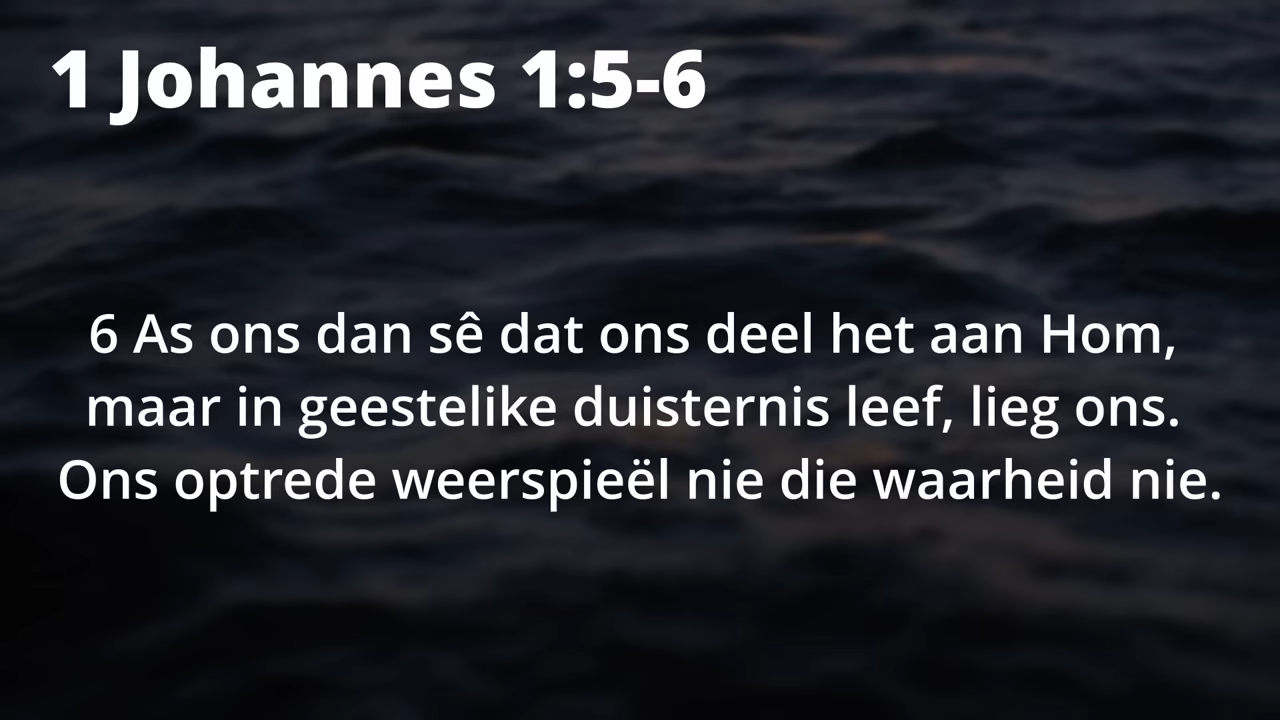 1 Johannes 1:5-6
6 As ons dan sê dat ons deel het aan Hom,
maar in geestelike duisternis leef, lieg ons.
Ons optrede weerspieël nie die waarheid nie.